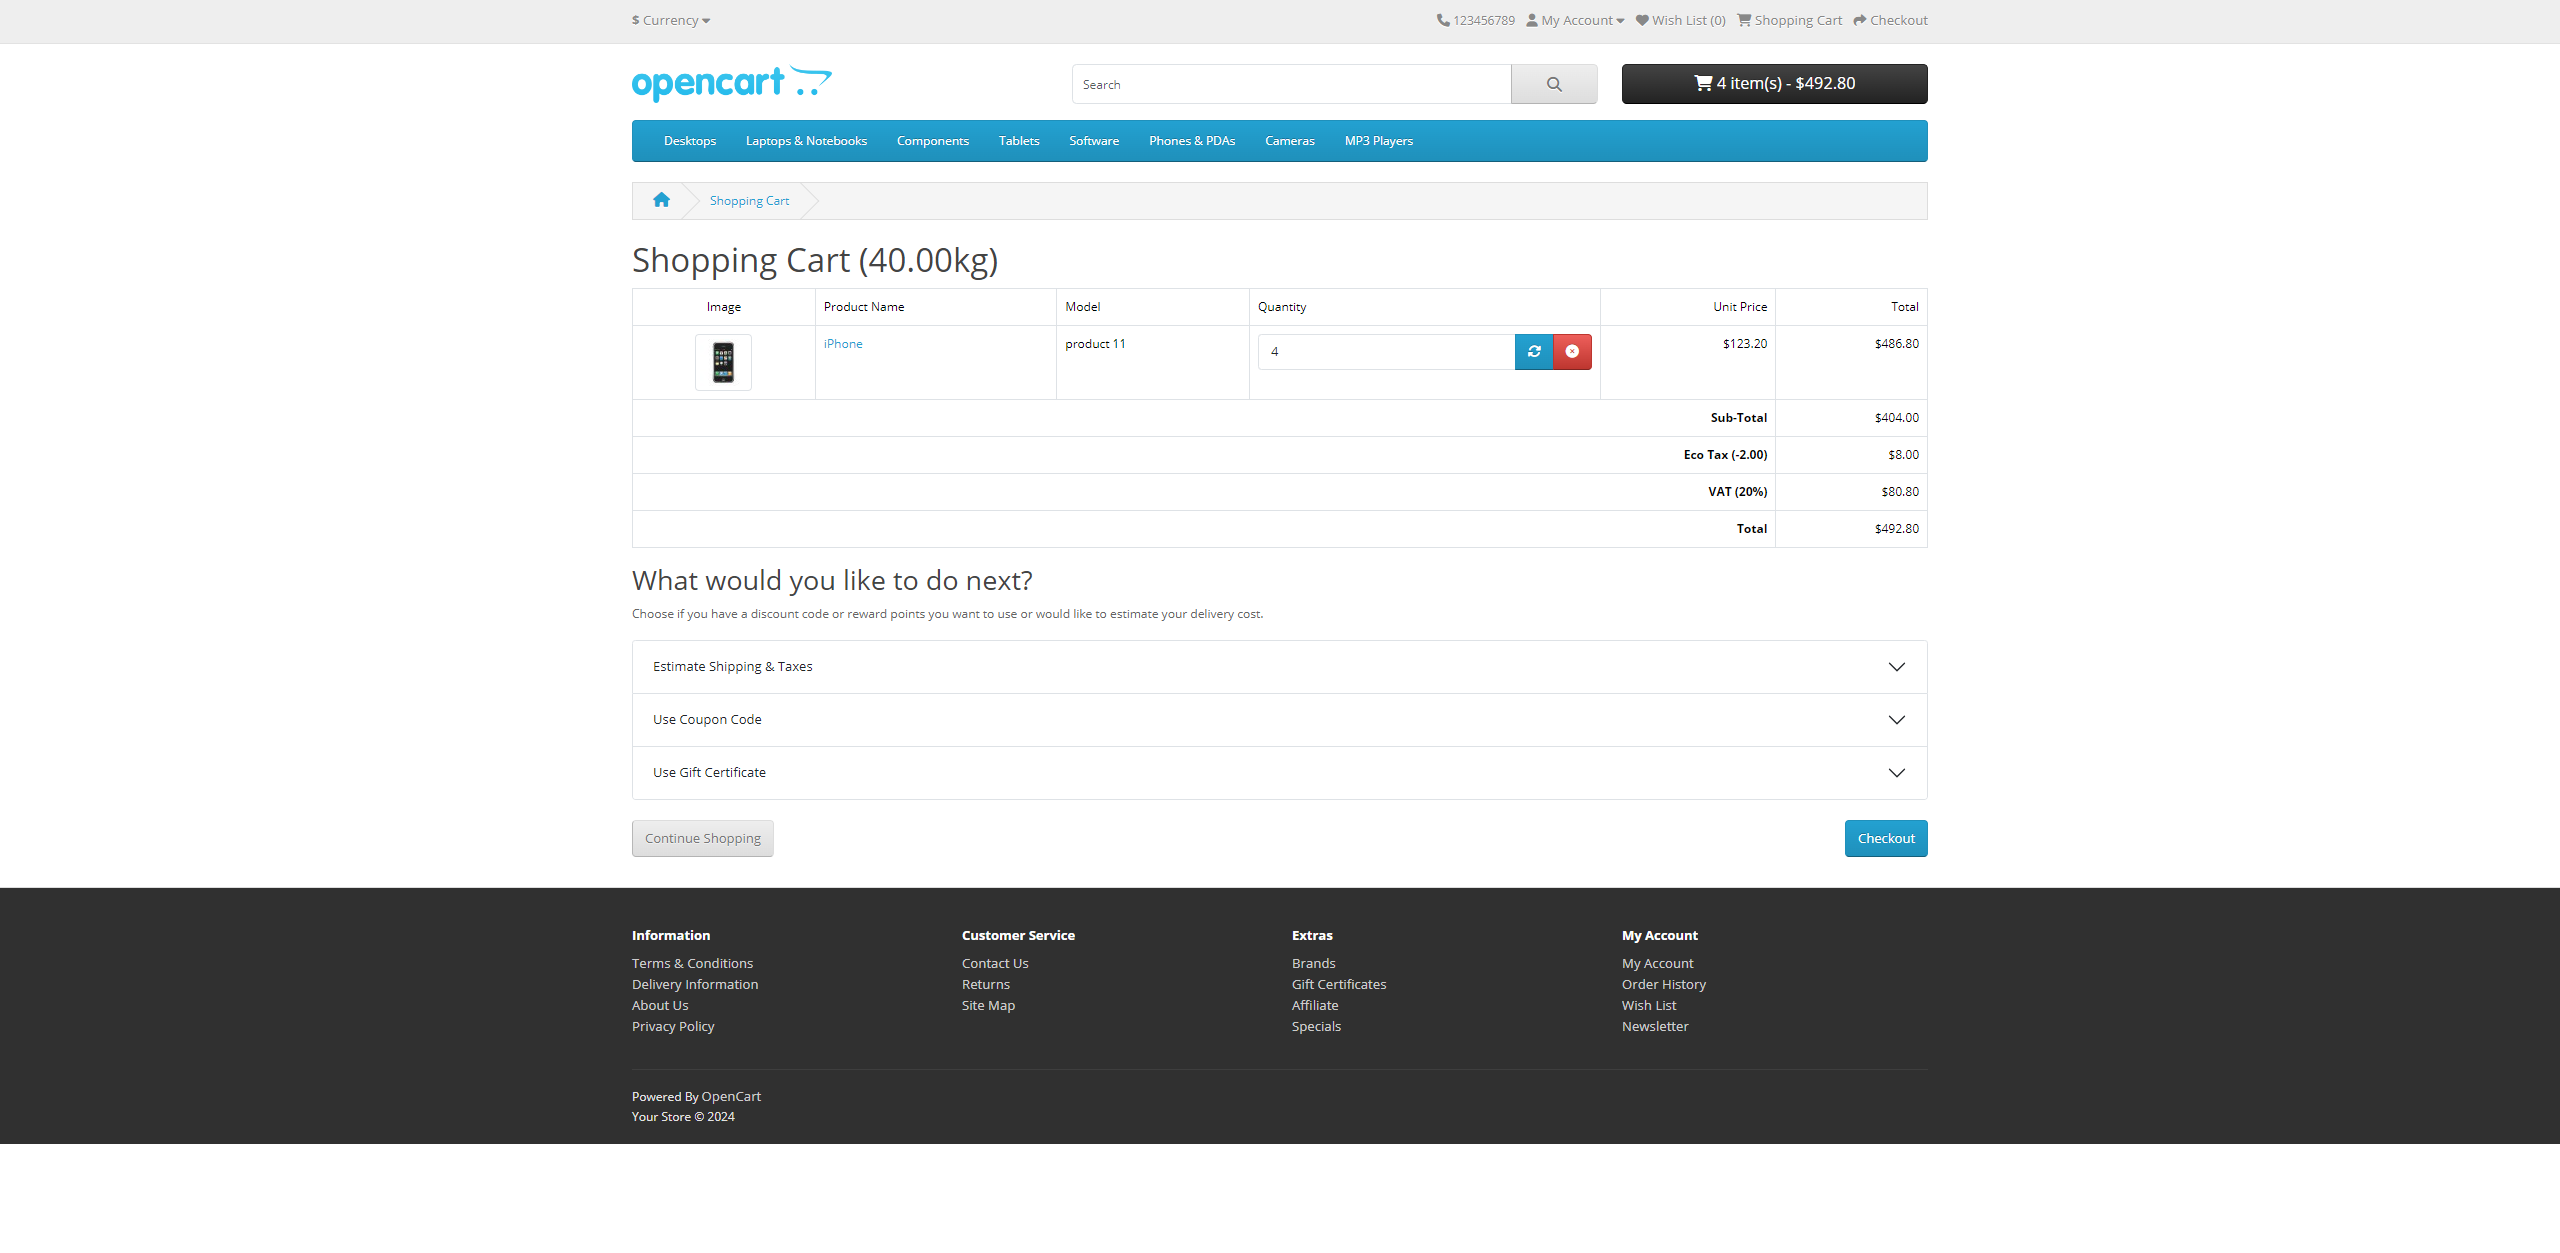 $ Currency
123456789 My Account Wish List (0) Shopping Cart Checkout
opencart
Search
4 item(s) - $492.80
Desktops Laptops & Notebooks Components Tablets Software Phones & PDAs Cameras MP3 Players
Shopping Cart
Shopping Cart (40.00kg)
Image Product Name Model Quantity Unit Price Total
iPhone product 11 4 $123.20 $486.80
Sub-Total $404.00
Eco Tax (-2.00) $8.00
VAT (20%) $80.80
Total $492.80
What would you like to do next?
Choose if you have a discount code or reward points you want to use or would like to estimate your delivery cost.
Estimate Shipping & Taxes
Use Coupon Code
Use Gift Certificate
Continue Shopping Checkout
Information Customer Service Extras My Account
Terms & Conditions Contact Us Brands My Account
Delivery Information Returns Gift Certificates Order History
About Us Site Map Affiliate Wish List
Privacy Policy Specials Newsletter
Powered By OpenCart
Your Store © 2024